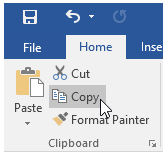 File Home Inse
Cut
Copy
Paste
Format Painter
Clipboard